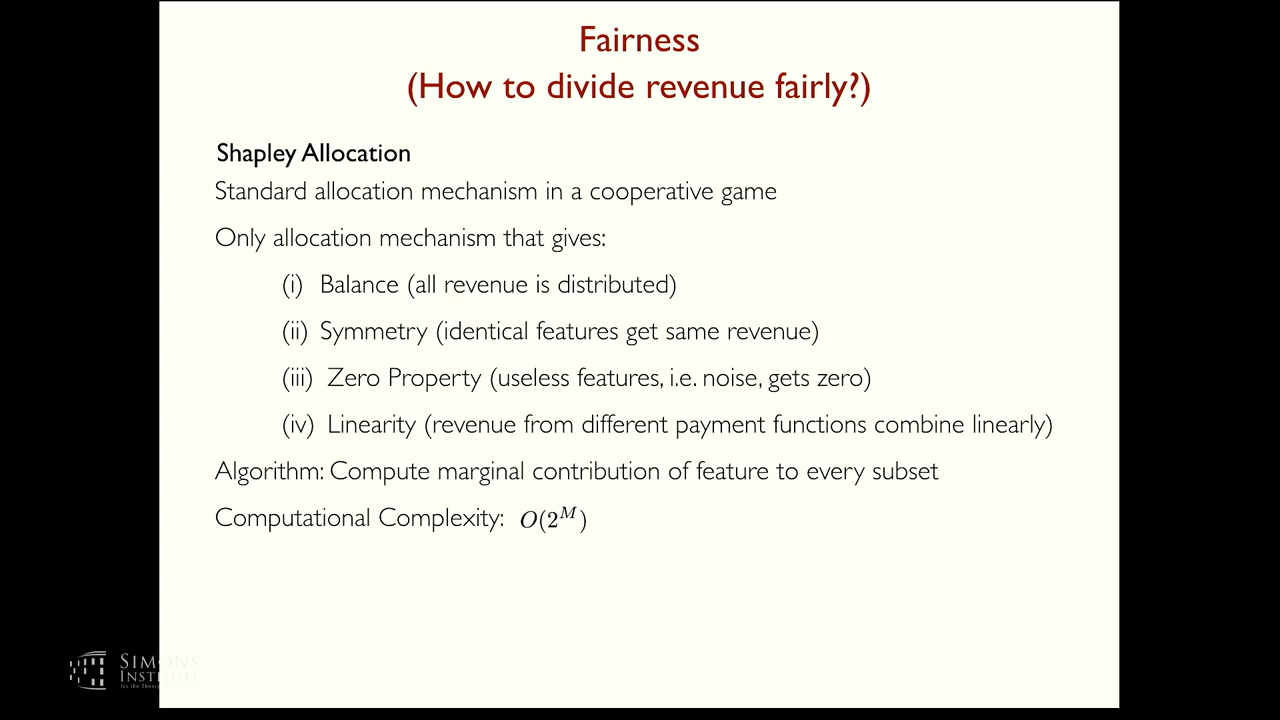 Fairness
(How to divide revenue fairly?)
Shapley Allocation
Standard allocation mechanism in a cooperative game
Only allocation mechanism that gives:
(i) Balance (all revenue is distributed)
(ii) Symmetry (identical features get same revenue)
(iii) Zero Property (useless features, i.e. noise, gets zero)
(iv) Linearity (revenue from different payment functions combine linearly)
Algorithm: Compute marginal contribution of feature to every subset
Computational Complexity: O(2^M)
SIMONS
INSTITUTE
for the Theory